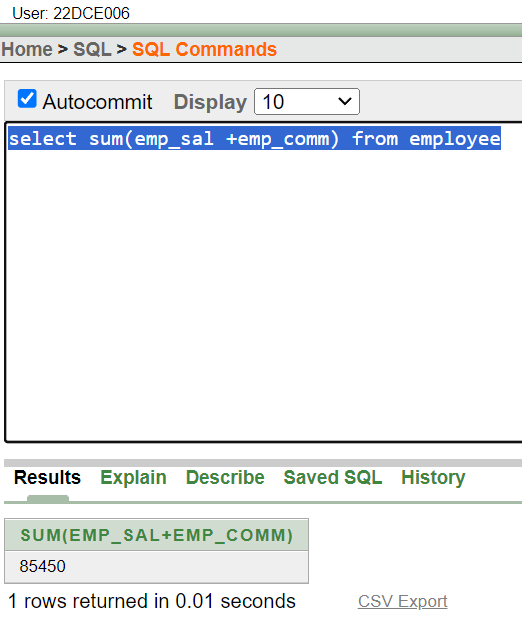 User: 22DCE006
Home > SQL > SQL Commands
Autocommit Display 10
select sum(emp_sal +emp_comm) from employee
Results Explain Describe Saved SQL History
SUM(EMP_SAL+EMP_COMM)
85450
1 rows returned in 0.01 seconds CSV Export